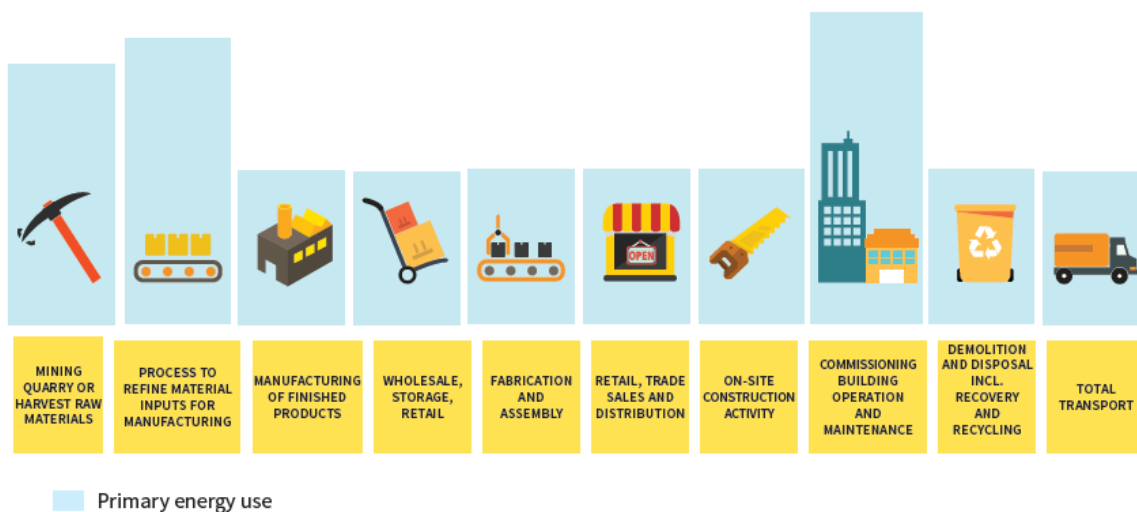 OPEN
MINING
QUARRY OR
HARVEST RAW
MATERIALS
PROCESS TO
REFINE MATERIAL
INPUTS FOR
MANUFACTURING
MANUFACTURING
OF FINISHED
PRODUCTS
WHOLESALE,
STORAGE,
RETAIL
FABRICATION
AND
ASSEMBLY
RETAIL, TRADE
SALES AND
DISTRIBUTION
ON-SITE
CONSTRUCTION
ACTIVITY
COMMISSIONING
BUILDING
OPERATION
AND
MAINTENANCE
DEMOLITION
AND DISPOSAL
INCL.
RECOVERY
AND
RECYCLING
TOTAL
TRANSPORT
Primary energy use